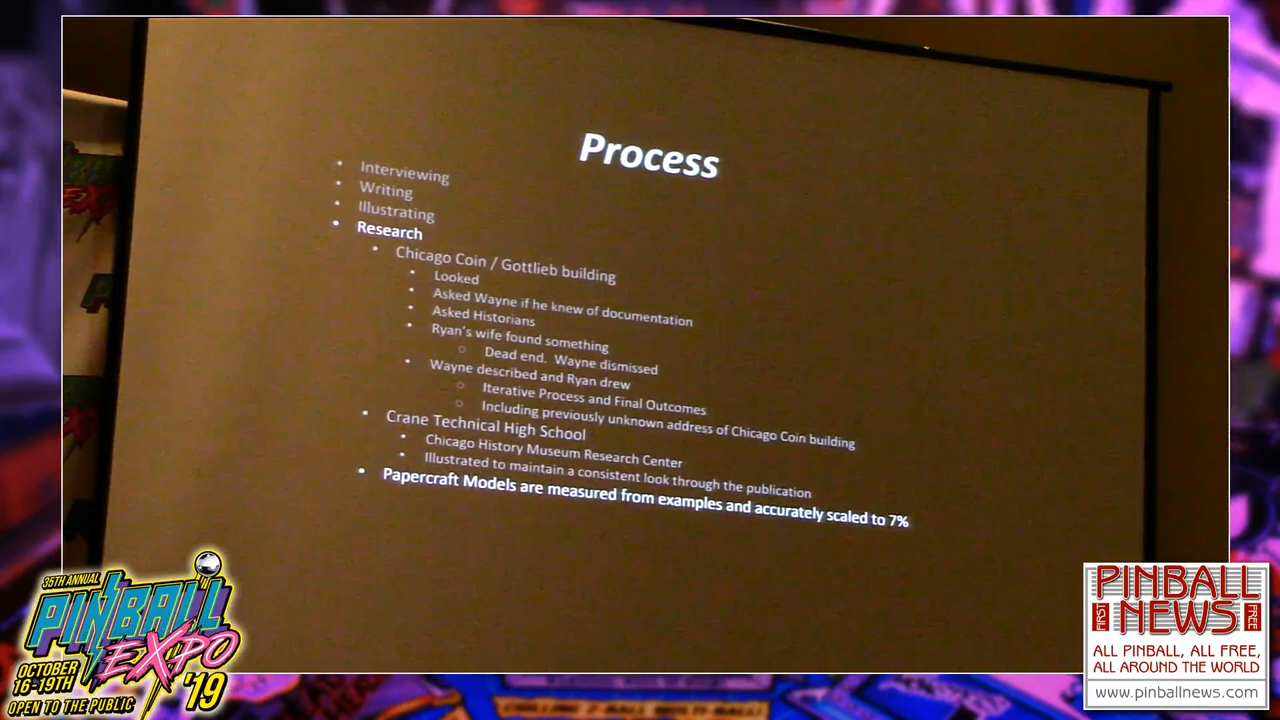 Process
Interviewing
Writing
Illustrating
Research
Chicago Coin / Gottlieb building
Looked
Asked Wayne if he knew of documentation
Asked Historians
Ryan's wife found something
Dead end. Wayne dismissed
Wayne described and Ryan drew
Iterative Process and Final Outcomes
Including previously unknown address of Chicago Coin building
Crane Technical High School
Chicago History Museum Research Center
Illustrated to maintain a consistent look through the publication
Papercraft Models are measured from examples and accurately scaled to 7%
35TH ANNUAL
PINBALL
EXPO
OCTOBER
16-19TH
'19
OPEN TO THE PUBLIC
PINBALL
FIRST NEWS FREE
ALL PINBALL, ALL FREE,
ALL AROUND THE WORLD
www.pinballnews.com